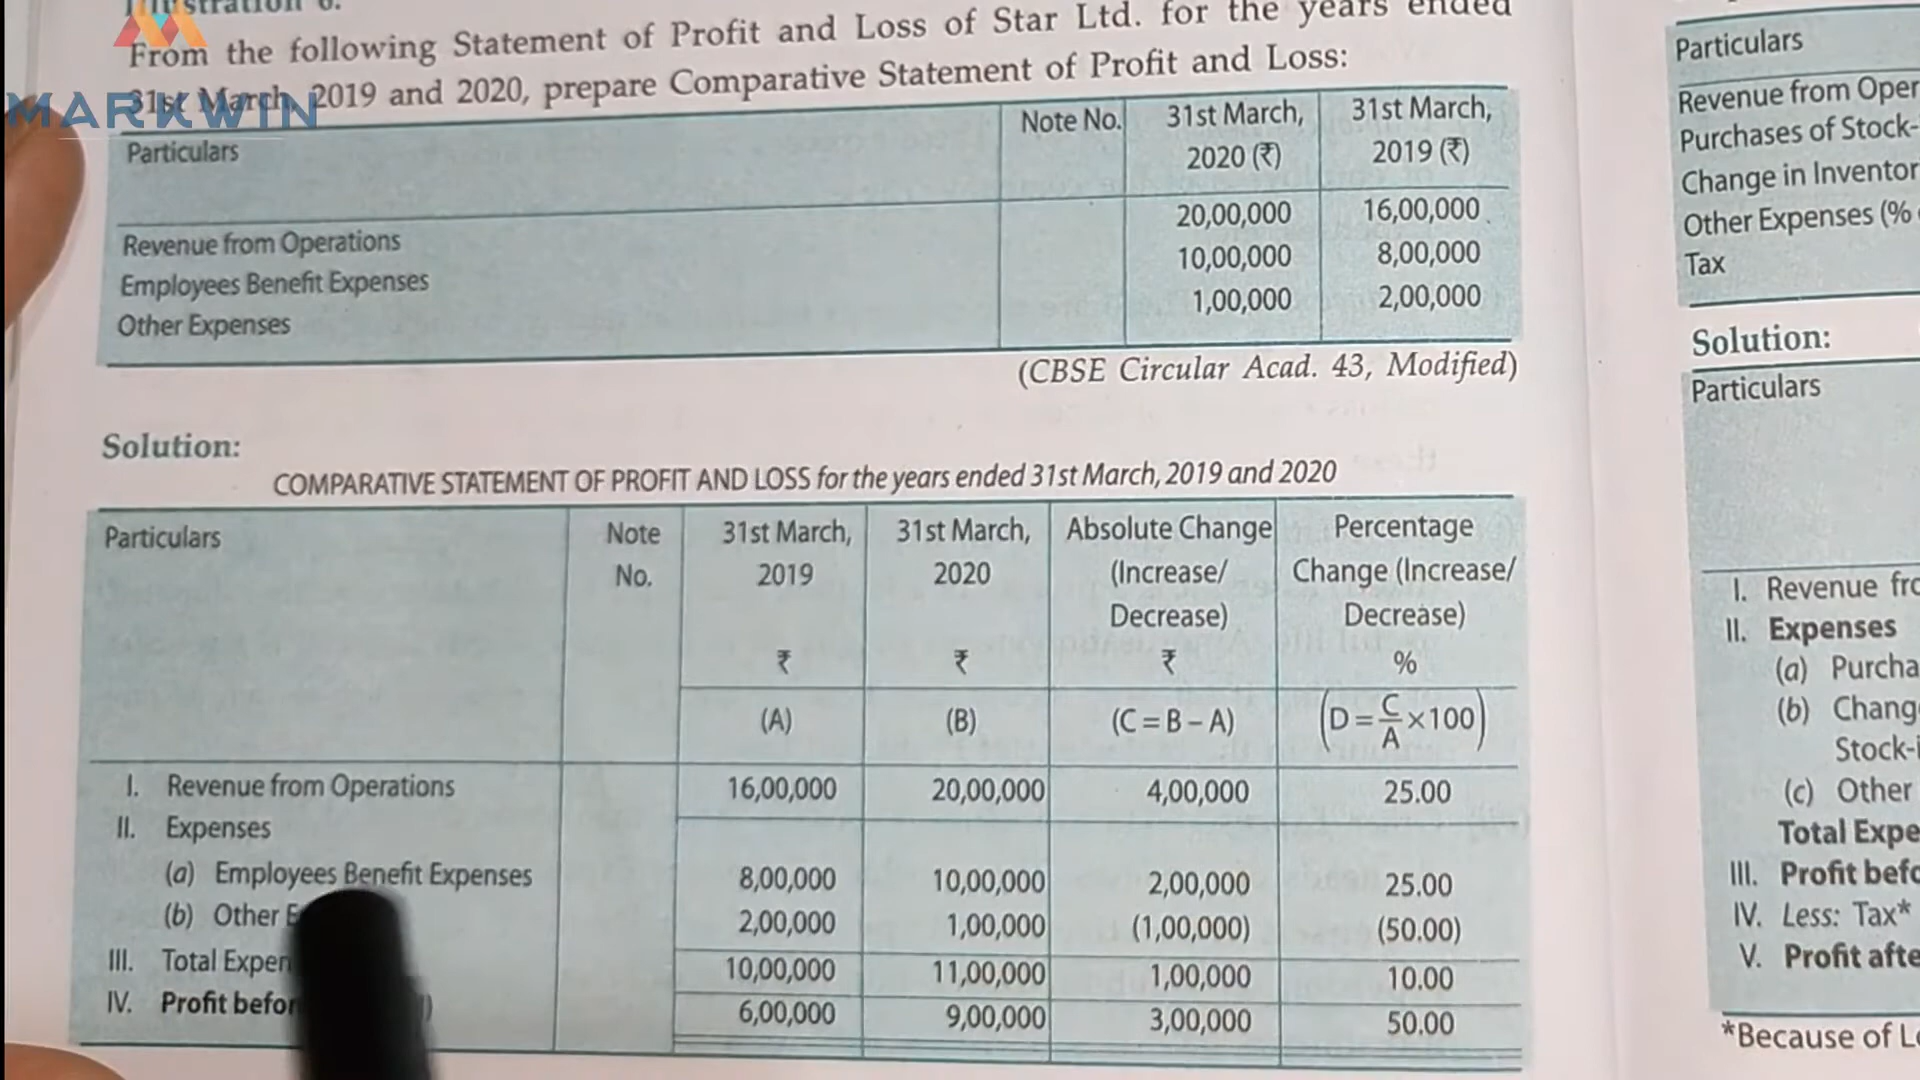 Illustration 6.
From the following Statement of Profit and Loss of Star Ltd. for the years ended
31st March, 2019 and 2020, prepare Comparative Statement of Profit and Loss:
MARKWIN
Particulars Note No. 31st March, 2020 (₹) 31st March, 2019 (₹)
Revenue from Operations 20,00,000 16,00,000
Employees Benefit Expenses 10,00,000 8,00,000
Other Expenses 1,00,000 2,00,000
(CBSE Circular Acad. 43, Modified)
Solution:
COMPARATIVE STATEMENT OF PROFIT AND LOSS for the years ended 31st March, 2019 and 2020
Particulars Note 31st March, 31st March, Absolute Change Percentage
No. 2019 2020 (Increase/ Change (Increase/
Decrease) Decrease)
₹ ₹ ₹ %
(A) (B) (C = B – A) (D = C/A ×100)
I. Revenue from Operations 16,00,000 20,00,000 4,00,000 25.00
II. Expenses
(a) Employees Benefit Expenses 8,00,000 10,00,000 2,00,000 25.00
(b) Other 2,00,000 1,00,000 (1,00,000) (50.00)
III. Total 10,00,000 11,00,000 1,00,000 10.00
IV. Profit 6,00,000 9,00,000 3,00,000 50.00
Particulars
Revenue from
Purchases of Stock-
Change in
Other Expenses (%
Tax
Solution:
Particulars
I. Revenue
II. Expenses
(a)
(b)
Stock-
(c) Other
Total
III. Profit
IV. Less: Tax*
V. Profit
*Because of